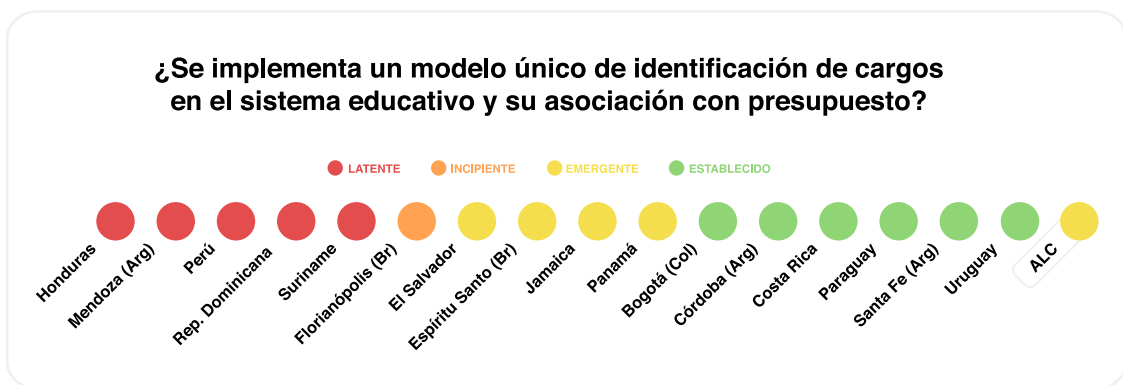 ¿Se implementa un modelo único de identificación de cargos
en el sistema educativo y su asociación con presupuesto?
LATENTE
INCIPIENTE
EMERGENTE
ESTABLECIDO
Honduras
Mendoza (Arg)
Perú
Rep. Dominicana
Suriname
Florianópolis (Br)
El Salvador
Espíritu Santo (Br)
Jamaica
Panamá
Bogotá (Col)
Córdoba (Arg)
Costa Rica
Paraguay
Santa Fe (Arg)
Uruguay
ALC